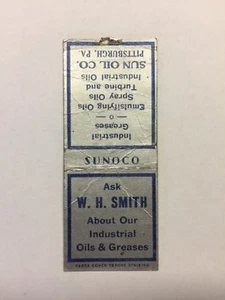 Industrial
Greases
— o —
Emulsifying Oils
Spray Oils
Turbine and
Industrial Oils
SUN OIL CO.
PITTSBURGH, PA
SUNOCO
Ask
W. H. SMITH
About Our
Industrial
Oils & Greases